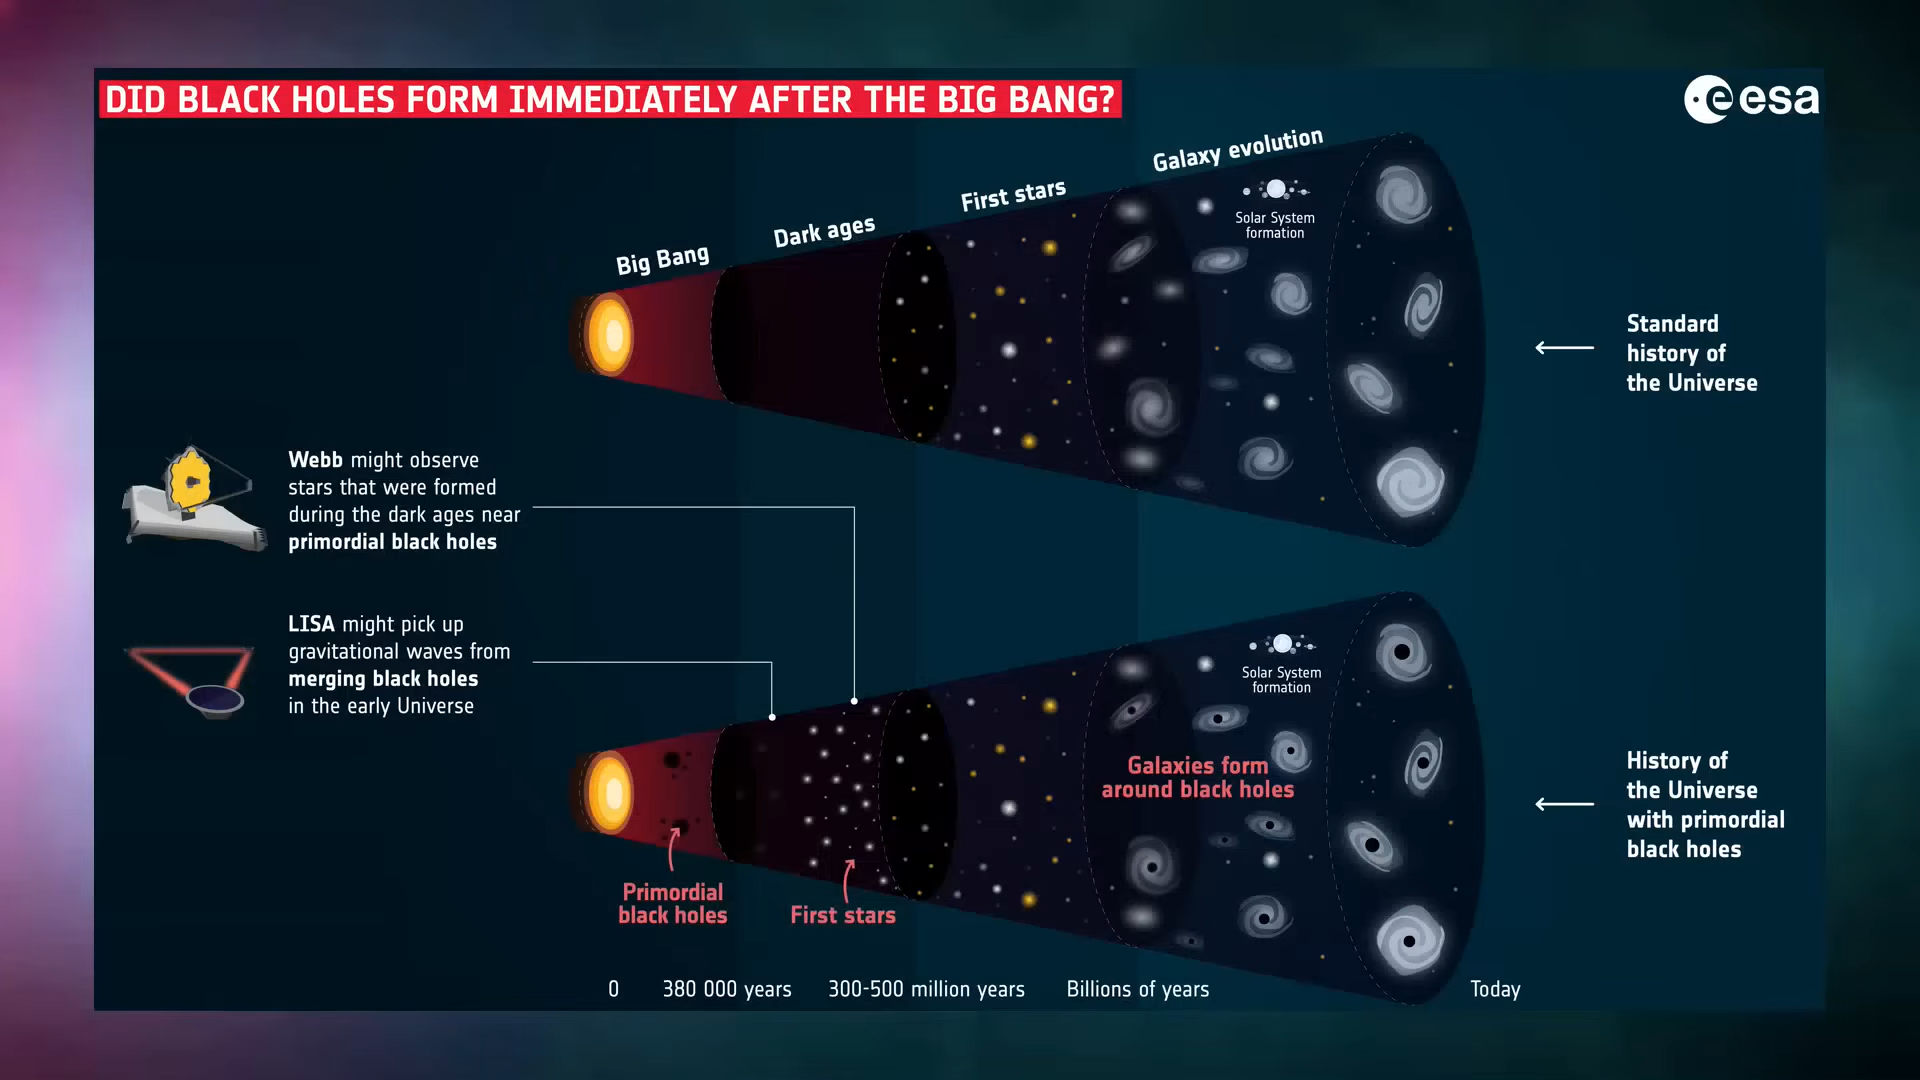 DID BLACK HOLES FORM IMMEDIATELY AFTER THE BIG BANG?
esa
Big Bang
Dark ages
First stars
Galaxy evolution
Solar System
formation
Standard
history of
the Universe
Webb might observe
stars that were formed
during the dark ages near
primordial black holes
LISA might pick up
gravitational waves from
merging black holes
in the early Universe
Solar System
formation
Galaxies form
around black holes
Primordial
black holes
First stars
History of
the Universe
with primordial
black holes
0
380 000 years
300-500 million years
Billions of years
Today